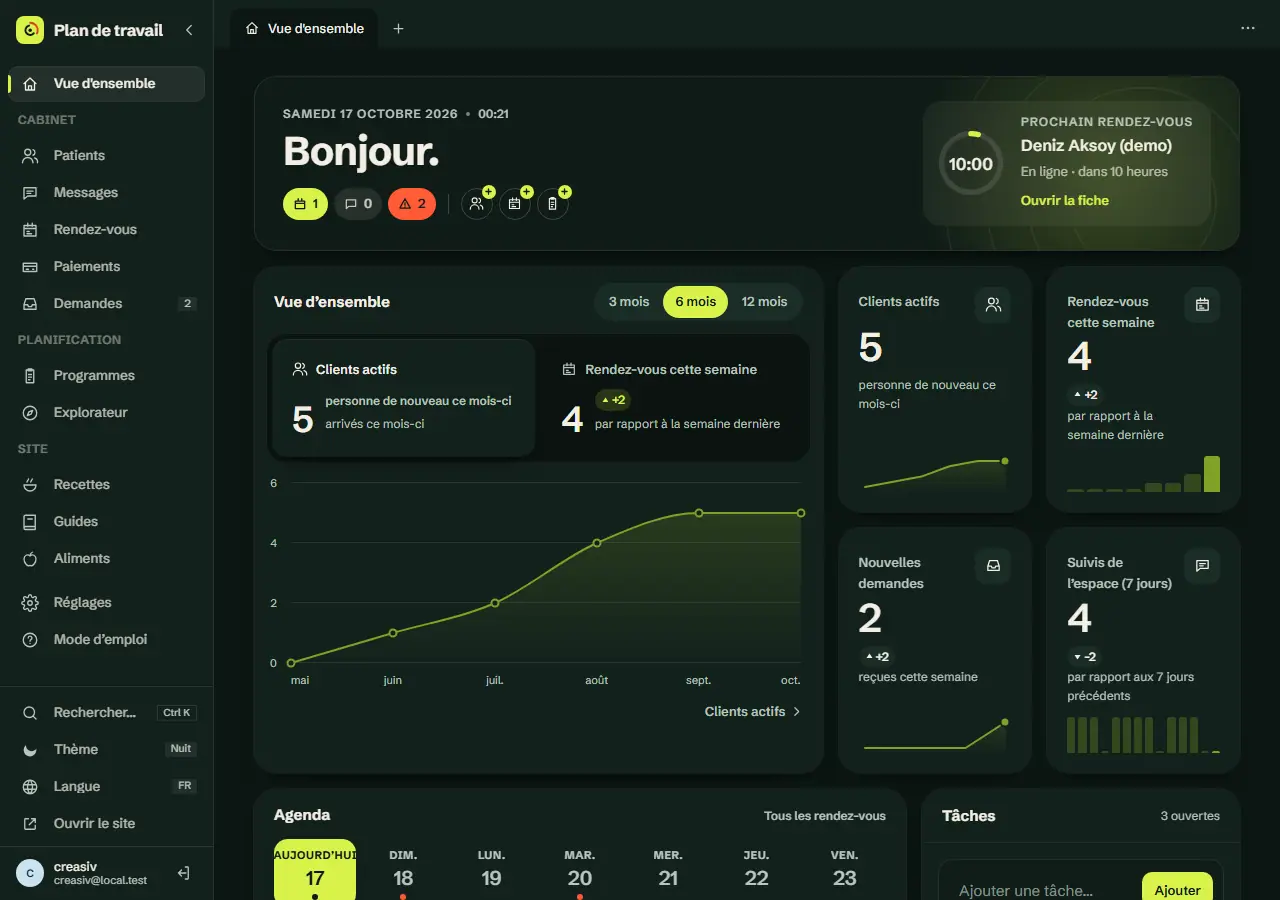 Plan de travail
Vue d'ensemble
CABINET
Patients
Messages
Rendez-vous
Paiements
Demandes 2
PLANIFICATION
Programmes
Explorateur
SITE
Recettes
Guides
Aliments
Réglages
Mode d’emploi
Rechercher... Ctrl K
Thème Nuit
Langue FR
Ouvrir le site
C
creasiv
creasiv@local.test
Vue d'ensemble
SAMEDI 17 OCTOBRE 2026 • 00:21
Bonjour.
1 0 2
10:00
PROCHAIN RENDEZ-VOUS
Deniz Aksoy (demo)
En ligne · dans 10 heures
Ouvrir la fiche
Vue d’ensemble
3 mois 6 mois 12 mois
Clients actifs
5
personne de nouveau ce mois-ci
arrivés ce mois-ci
Rendez-vous cette semaine
4
+2
par rapport à la semaine dernière
6
4
2
0
mai juin juil. août sept. oct.
Clients actifs
Clients actifs
5
personne de nouveau ce
mois-ci
Rendez-vous
cette semaine
4
+2
par rapport à la
semaine dernière
Nouvelles
demandes
2
+2
reçues cette semaine
Suivis de
l’espace (7 jours)
4
-2
par rapport aux 7 jours
précédents
Agenda
Tous les rendez-vous
AUJOURD'HUI DIM. LUN. MAR. MER. JEU. VEN.
17 18 19 20 21 22 23
Tâches
3 ouvertes
Ajouter une tâche...
Ajouter